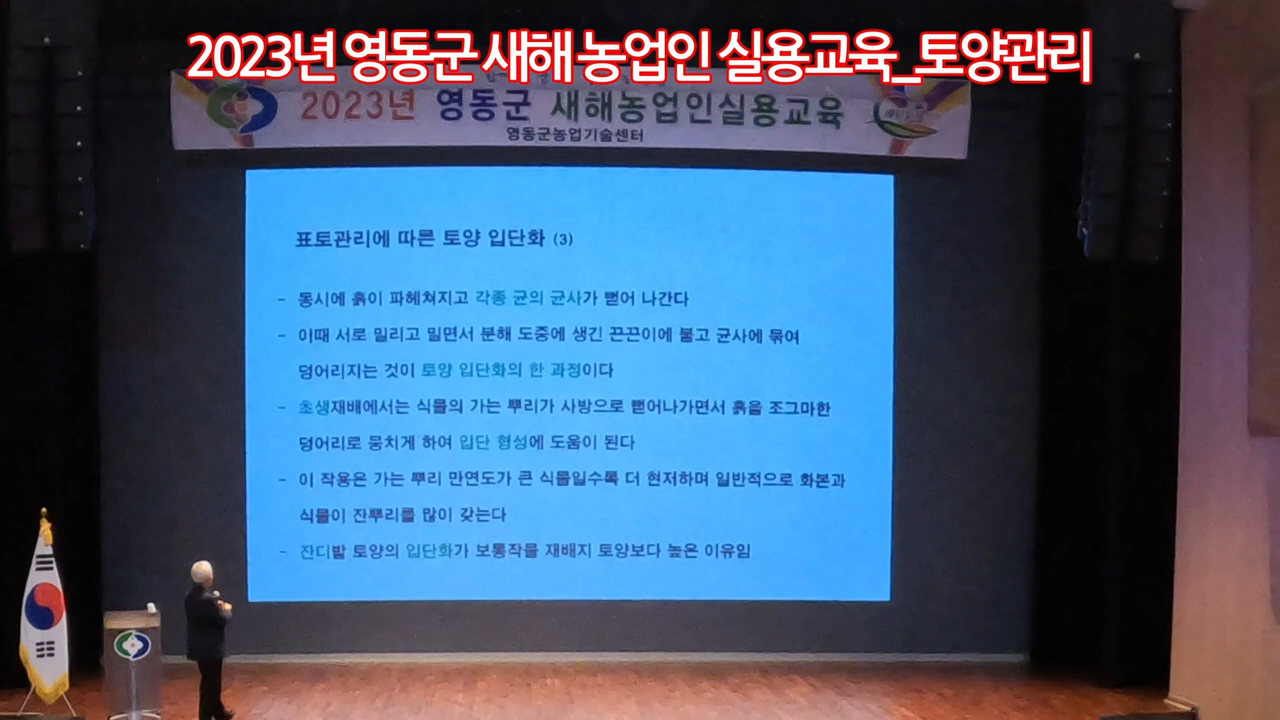 2023년 영동군 새해 농업인 실용교육_토양관리
2023년 영동군 새해농업인실용교육
영동군농업기술센터
표토관리에 따른 토양 입단화 (3)
- 동시에 흙이 파헤쳐지고 각종 균의 균사가 뻗어 나간다
- 이때 서로 밀리고 밀면서 분해 도중에 생긴 끈끈이에 붙고 균사에 묶여
덩어리지는 것이 토양 입단화의 한 과정이다
- 초생재배에서는 식물의 가는 뿌리가 사방으로 뻗어나가면서 흙을 조그마한
덩어리로 뭉치게 하여 입단 형성에 도움이 된다
- 이 작용은 가는 뿌리 만연도가 큰 식물일수록 더 현저하며 일반적으로 화본과
식물이 잔뿌리를 많이 갖는다
- 잔디밭 토양의 입단화가 보통작물 재배지 토양보다 높은 이유임